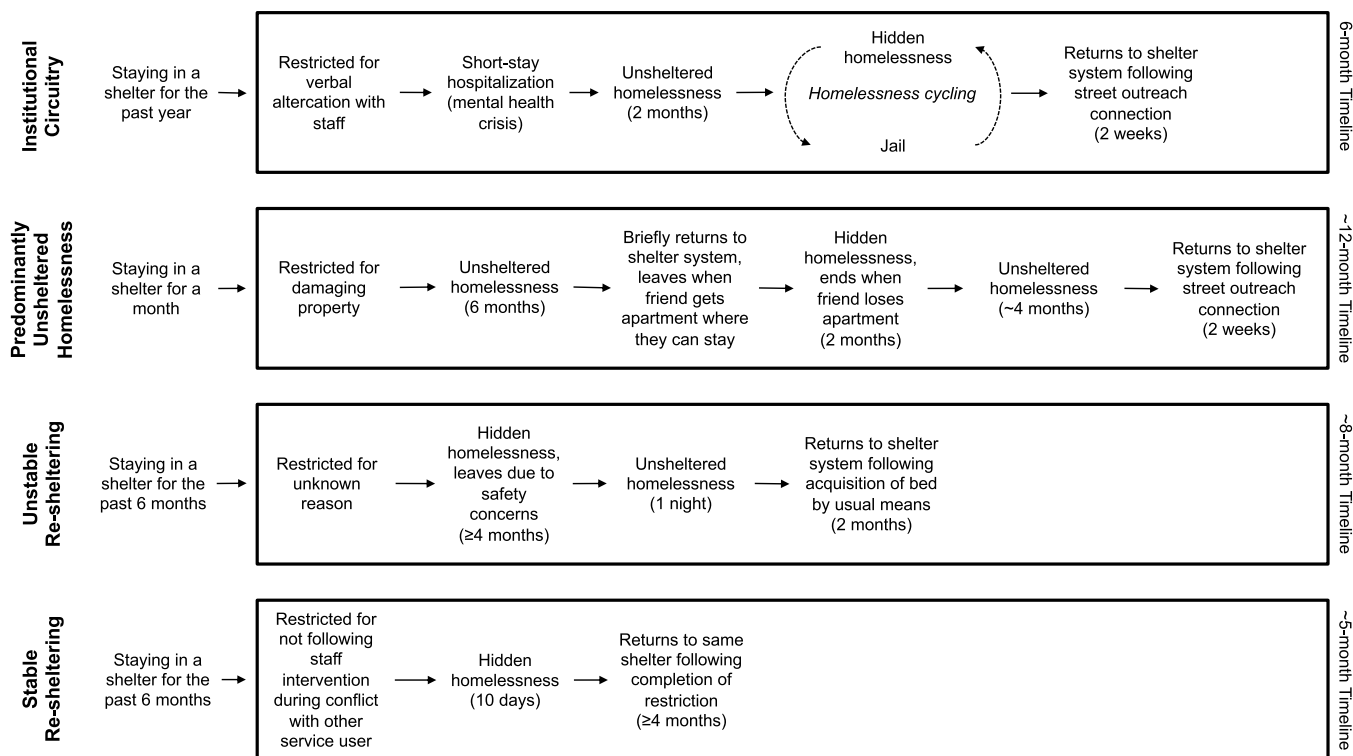 Institutional
Circuitry
Staying in a
shelter for the
past year
Restricted for
verbal
altercation with
staff
Short-stay
hospitalization
(mental health
crisis)
Unsheltered
homelessness
(2 months)
Hidden
homelessness
Homelessness cycling
Jail
Returns to shelter
system following
street outreach
connection
(2 weeks)
6-month Timeline
Predominantly
Unsheltered
Homelessness
Staying in a
shelter for a
month
Restricted for
damaging
property
Unsheltered
homelessness
(6 months)
Briefly returns to
shelter system,
leaves when
friend gets
apartment where
they can stay
Hidden
homelessness,
ends when
friend loses
apartment
(2 months)
Unsheltered
homelessness
(~4 months)
Returns to shelter
system following
street outreach
connection
(2 weeks)
~12-month Timeline
Unstable
Re-sheltering
Staying in a
shelter for the
past 6 months
Restricted for
unknown
reason
Hidden
homelessness,
leaves due to
safety
concerns
(≥4 months)
Unsheltered
homelessness
(1 night)
Returns to shelter
system following
acquisition of bed
by usual means
(2 months)
~8-month Timeline
Stable
Re-sheltering
Staying in a
shelter for the
past 6 months
Restricted for
not following
staff
intervention
during conflict
with other
service user
Hidden
homelessness
(10 days)
Returns to same
shelter following
completion of
restriction
(≥4 months)
~5-month Timeline